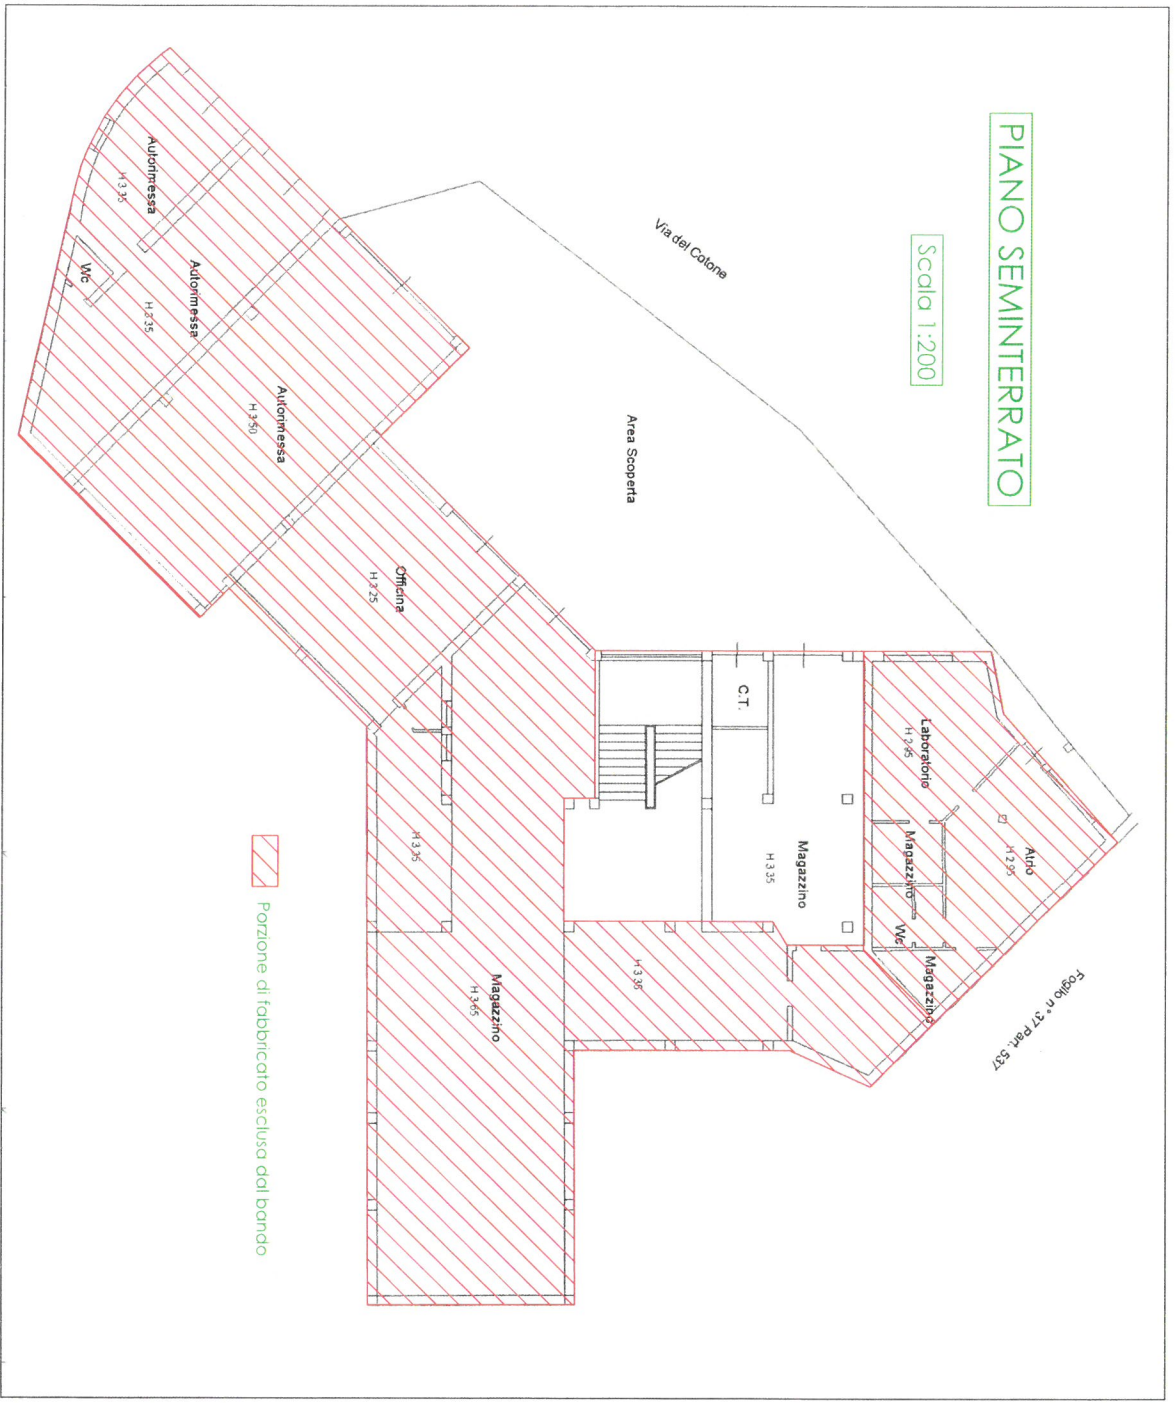 PIANO SEMINTERRATO
Scala 1:200
Via del Cotone
Area Scoperta
Foglio n° 37 Part. 537
Atrio
H 2.95
Laboratorio
H 2.95
Magazzino
Wc
Magazzino
Magazzino
H 3.35
C.T.
H 3.35
Magazzino
H 3.65
H 3.35
Officina
H 3.25
Autorimessa
H 3.50
Autorimessa
H 3.35
Autorimessa
H 3.35
Wc
Porzione di fabbricato esclusa dal bando